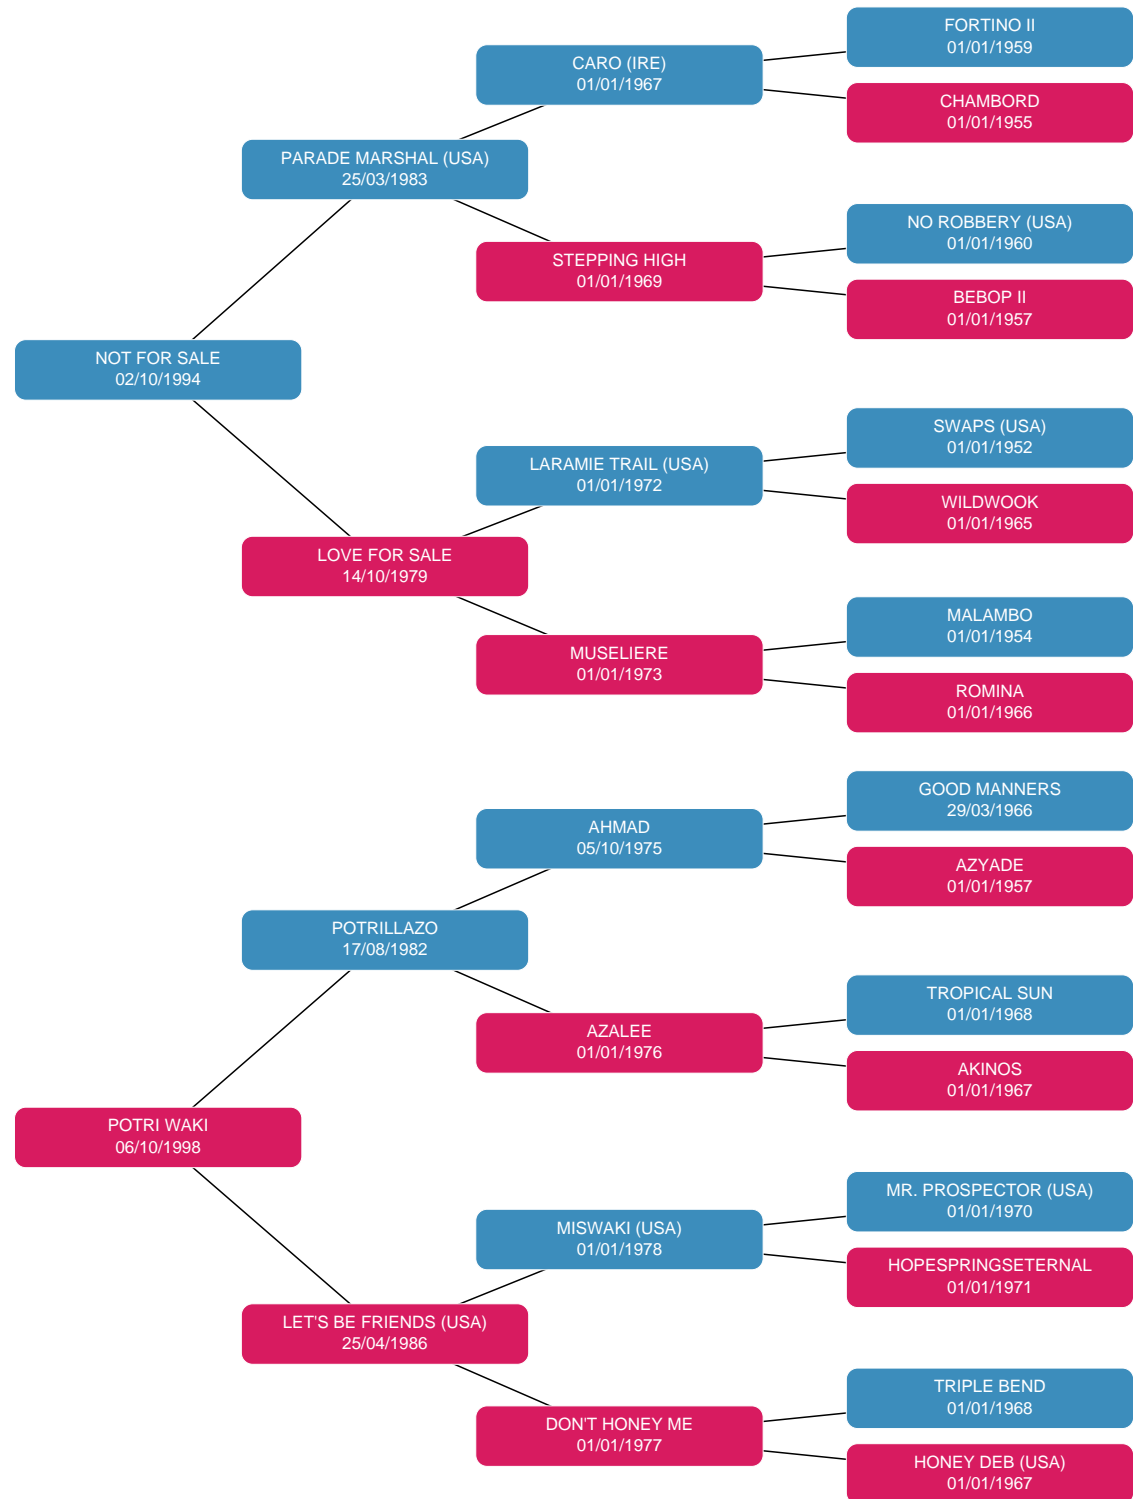 FORTINO II
01/01/1959
CARO (IRE)
01/01/1967
CHAMBORD
01/01/1955
PARADE MARSHAL (USA)
25/03/1983
NO ROBBERY (USA)
01/01/1960
STEPPING HIGH
01/01/1969
BEBOP II
01/01/1957
NOT FOR SALE
02/10/1994
SWAPS (USA)
01/01/1952
LARAMIE TRAIL (USA)
01/01/1972
WILDWOOK
01/01/1965
LOVE FOR SALE
14/10/1979
MALAMBO
01/01/1954
MUSELIERE
01/01/1973
ROMINA
01/01/1966
GOOD MANNERS
29/03/1966
AHMAD
05/10/1975
AZYADE
01/01/1957
POTRILLAZO
17/08/1982
TROPICAL SUN
01/01/1968
AZALEE
01/01/1976
AKINOS
01/01/1967
POTRI WAKI
06/10/1998
MR. PROSPECTOR (USA)
01/01/1970
MISWAKI (USA)
01/01/1978
HOPESPRINGSETERNAL
01/01/1971
LET'S BE FRIENDS (USA)
25/04/1986
TRIPLE BEND
01/01/1968
DON'T HONEY ME
01/01/1977
HONEY DEB (USA)
01/01/1967